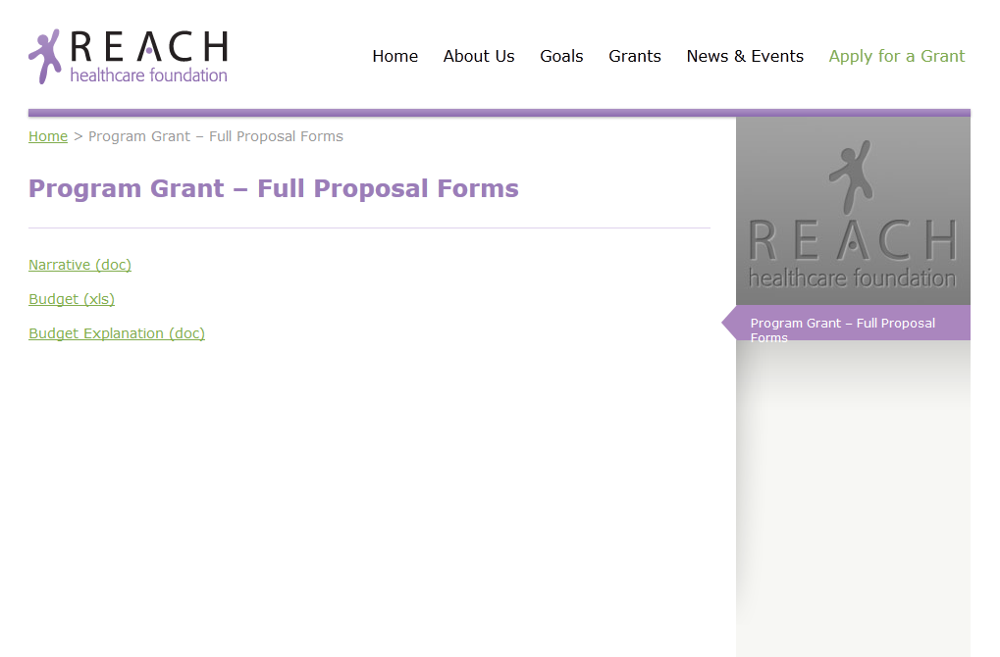 REACH
healthcare foundation
Home About Us Goals Grants News & Events Apply for a Grant
Home > Program Grant – Full Proposal Forms
Program Grant – Full Proposal Forms
Narrative (doc)
Budget (xls)
Budget Explanation (doc)
REACH
healthcare foundation
Program Grant – Full Proposal
Forms